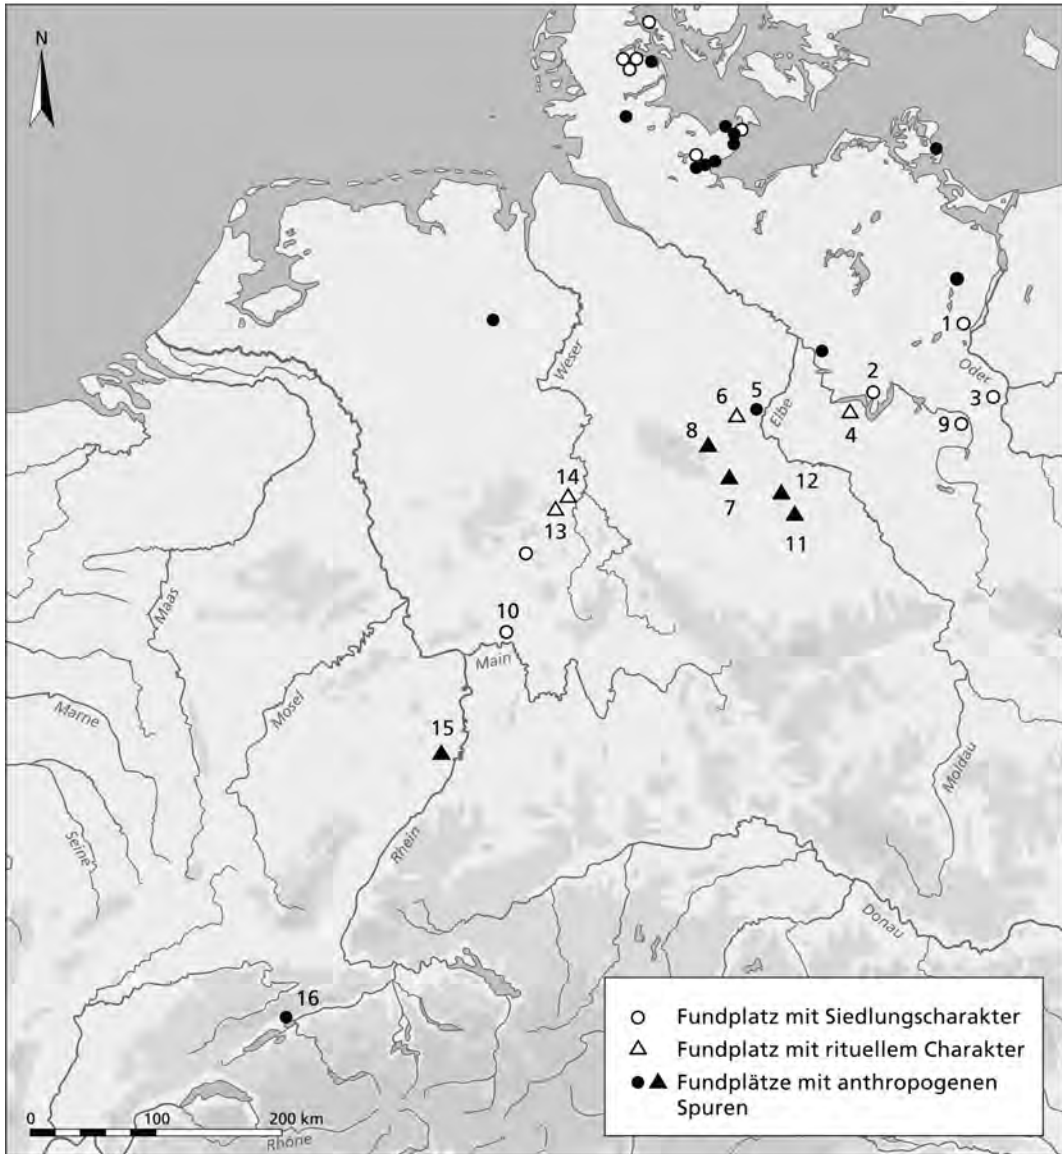 N
1
Oder
Weser
2
3
5
6
Elbe
4
9
8
14
12
7
13
11
Maas
10
Main
Mosel
Marne
15
Moldau
Rhein
Seine
Donau
16
Fundplatz mit Siedlungscharakter
Fundplatz mit rituellem Charakter
Fundplätze mit anthropogenen
Spuren
0 100 200 km
Rhône